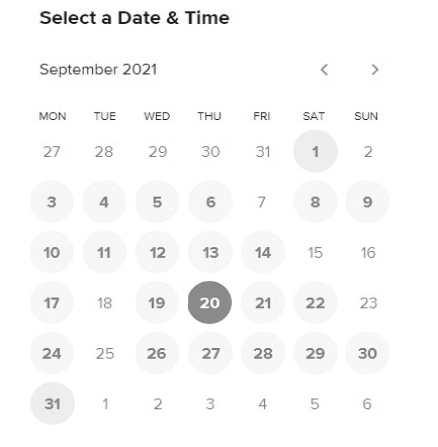 Select a Date & Time
September 2021
MON TUE WED THU FRI SAT SUN
27 28 29 30 31 1 2
3 4 5 6 7 8 9
10 11 12 13 14 15 16
17 18 19 20 21 22 23
24 25 26 27 28 29 30
31 1 2 3 4 5 6